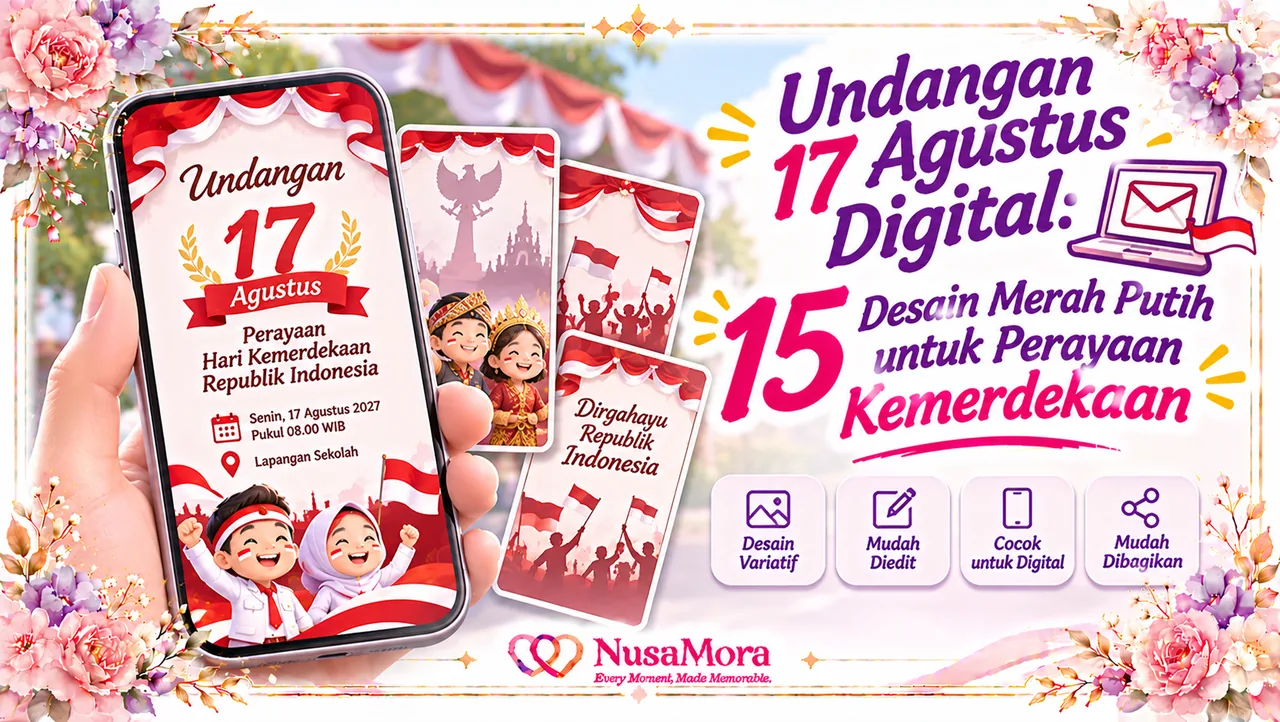 Undangan
17
Agustus
Perayaan
Hari Kemerdekaan
Republik Indonesia
Senin, 17 Agustus 2027
Pukul 08.00 WIB
Lapangan Sekolah
Dirgahayu
Republik
Indonesia
Undangan
17 Agustus
Digital:
15 Desain Merah Putih
untuk Perayaan
Kemerdekaan
Desain
Variatif
Mudah
Diedit
Cocok
untuk Digital
Mudah
Dibagikan
NusaMora
Every Moment, Made Memorable.